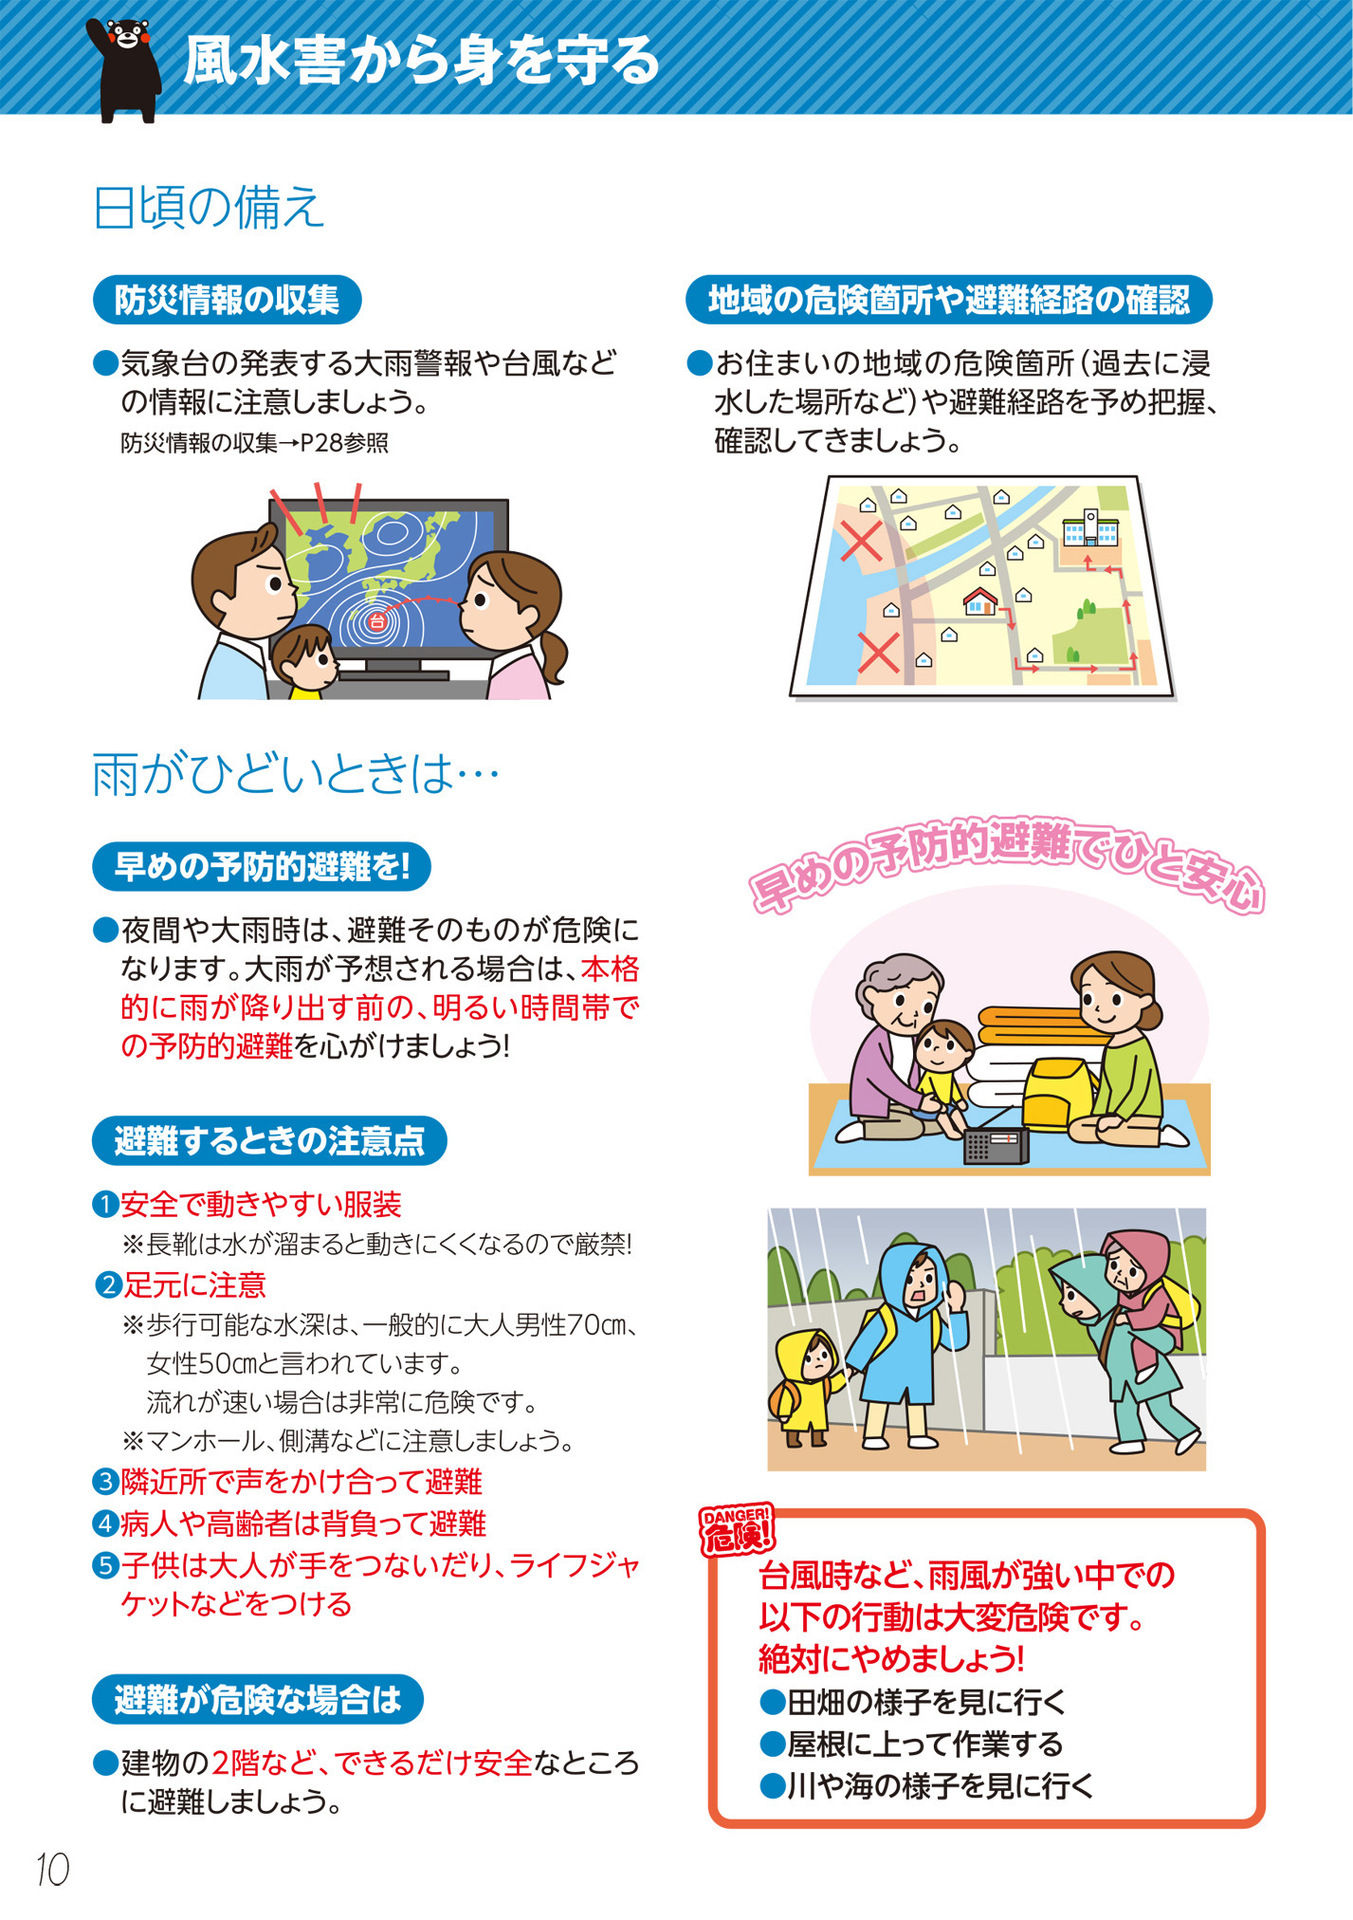 風水害から身を守る
日頃の備え
防災情報の収集
●気象台の発表する大雨警報や台風など
の情報に注意しましょう。
防災情報の収集→P28参照
台
地域の危険箇所や避難経路の確認
●お住まいの地域の危険箇所（過去に浸
水した場所など）や避難経路を予め把握、
確認してきましょう。
雨がひどいときは…
早めの予防的避難を!
●夜間や大雨時は、避難そのものが危険に
なります。大雨が予想される場合は、本格
的に雨が降り出す前の、明るい時間帯で
の予防的避難を心がけましょう!
早めの予防的避難でひと安心
避難するときの注意点
❶安全で動きやすい服装
※長靴は水が溜まると動きにくくなるので厳禁!
❷足元に注意
※歩行可能な水深は、一般的に大人男性70㎝、
女性50㎝と言われています。
流れが速い場合は非常に危険です。
※マンホール、側溝などに注意しましょう。
❸隣近所で声をかけ合って避難
❹病人や高齢者は背負って避難
❺子供は大人が手をつないだり、ライフジャ
ケットなどをつける
避難が危険な場合は
●建物の2階など、できるだけ安全なところ
に避難しましょう。
DANGER!
危険!
台風時など、雨風が強い中での
以下の行動は大変危険です。
絶対にやめましょう!
●田畑の様子を見に行く
●屋根に上って作業する
●川や海の様子を見に行く
10